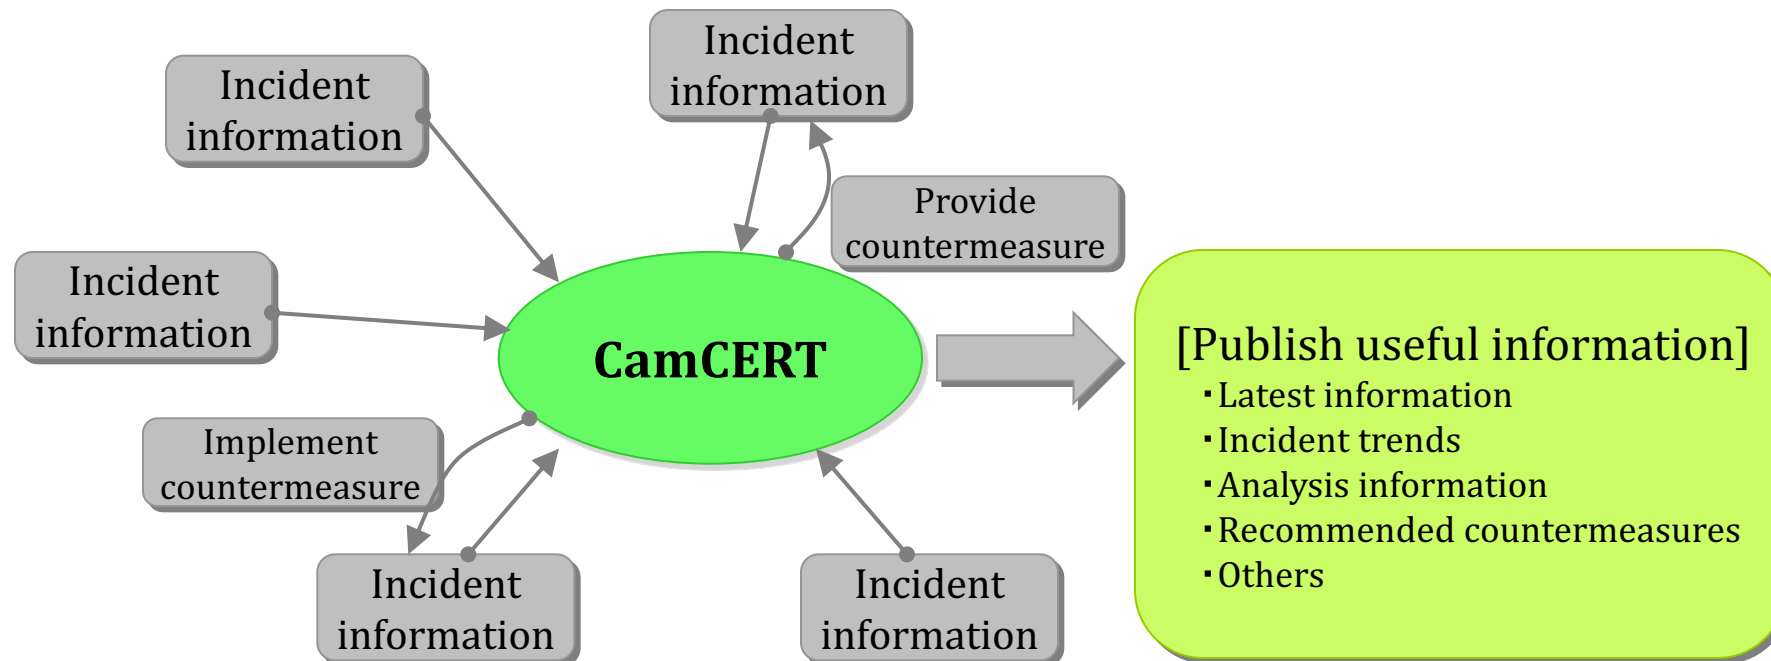 Incident
information
Incident
information
Provide
countermeasure
Incident
information
CamCERT
Implement
countermeasure
Incident
information
Incident
information
[Publish useful information]
・Latest information
・Incident trends
・Analysis information
・Recommended countermeasures
・Others